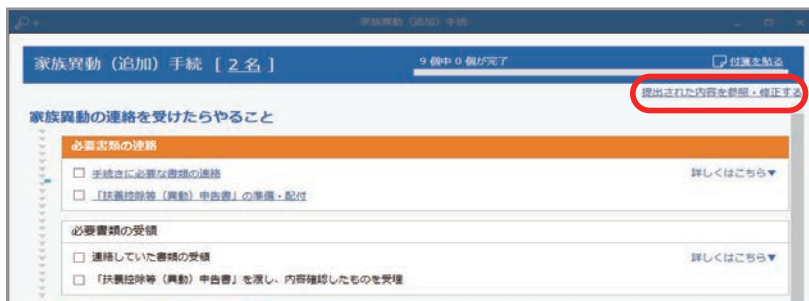 家族異動（追加）手続
家族異動（追加）手続 [ 2 名 ]
9 個中 0 個が完了
付箋を貼る
提出された内容を参照・修正する
家族異動の連絡を受けたらやること
必要書類の連絡
手続きに必要な書類の連絡
詳しくはこちら▼
「扶養控除等（異動）申告書」の準備・配付
必要書類の受領
連絡していた書類の受領
詳しくはこちら▼
「扶養控除等（異動）申告書」を渡し、内容確認したものを受理